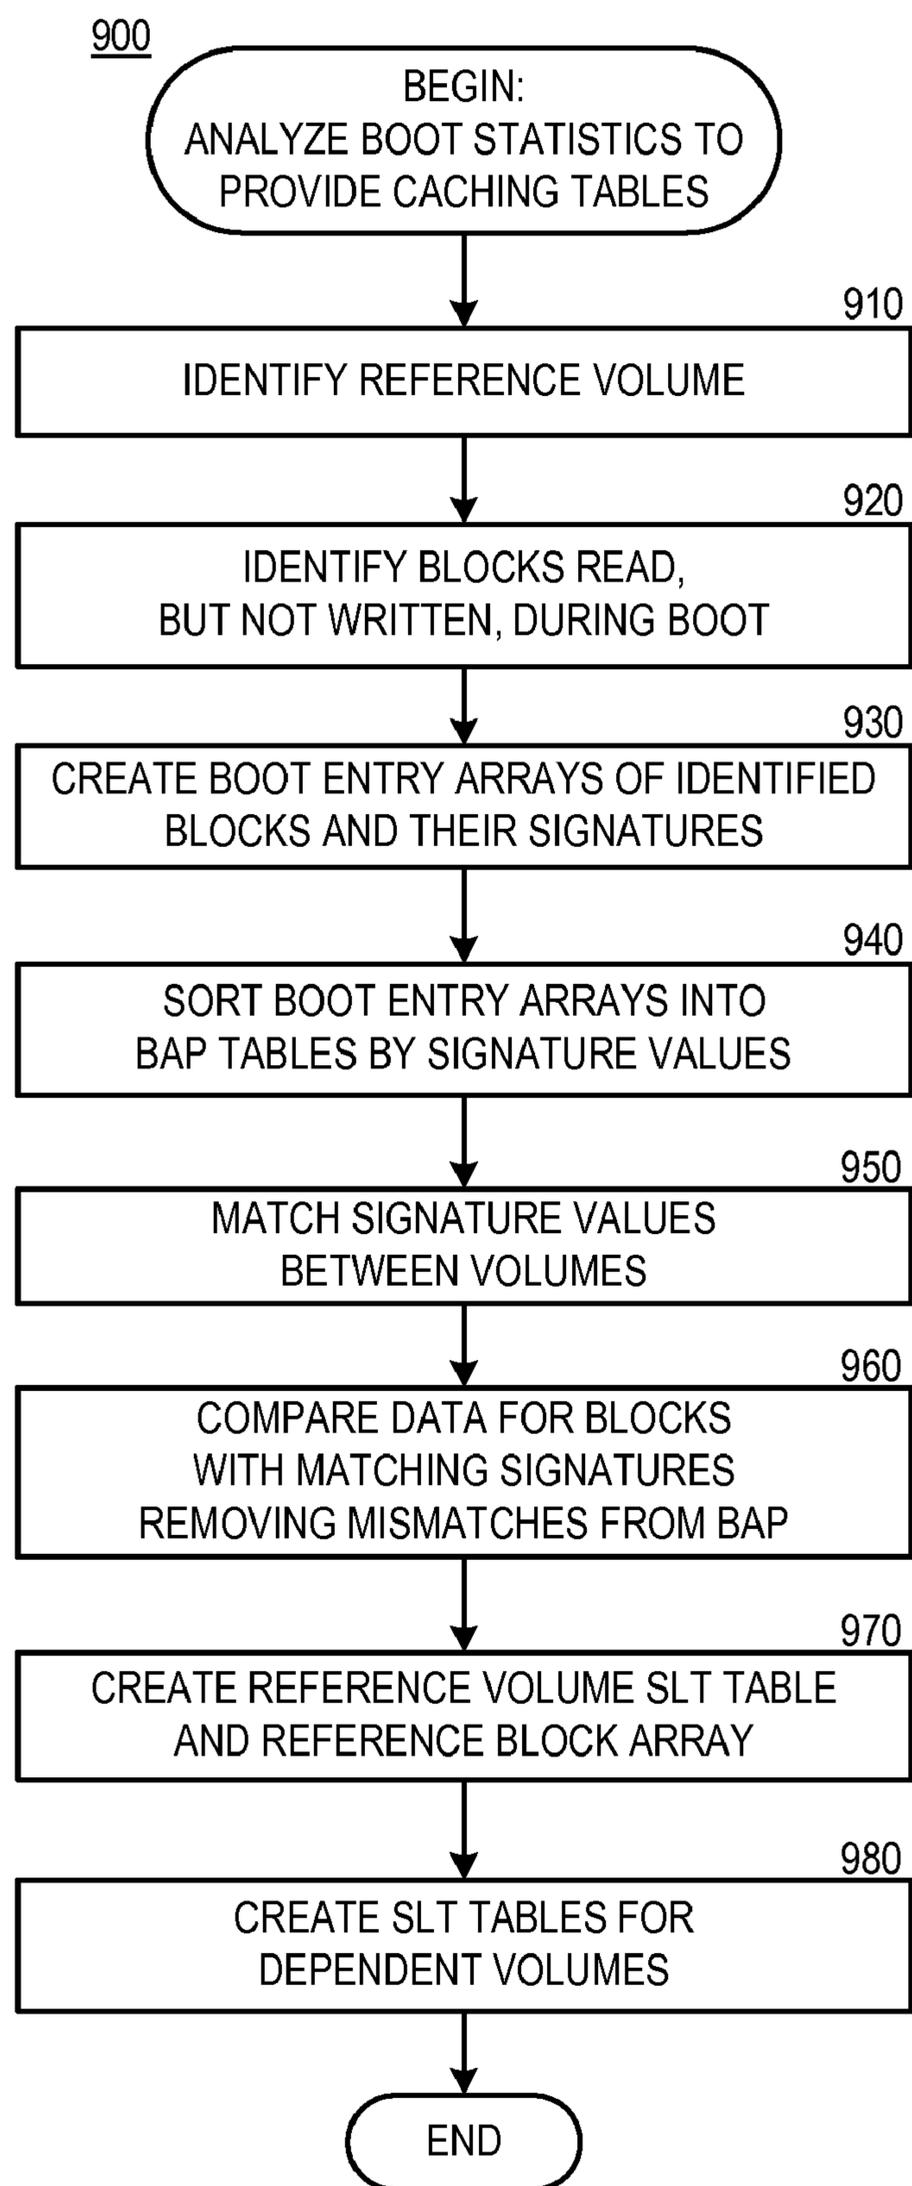 900
BEGIN:
ANALYZE BOOT STATISTICS TO
PROVIDE CACHING TABLES
910
IDENTIFY REFERENCE VOLUME
920
IDENTIFY BLOCKS READ,
BUT NOT WRITTEN, DURING BOOT
930
CREATE BOOT ENTRY ARRAYS OF IDENTIFIED
BLOCKS AND THEIR SIGNATURES
940
SORT BOOT ENTRY ARRAYS INTO
BAP TABLES BY SIGNATURE VALUES
950
MATCH SIGNATURE VALUES
BETWEEN VOLUMES
960
COMPARE DATA FOR BLOCKS
WITH MATCHING SIGNATURES
REMOVING MISMATCHES FROM BAP
970
CREATE REFERENCE VOLUME SLT TABLE
AND REFERENCE BLOCK ARRAY
980
CREATE SLT TABLES FOR
DEPENDENT VOLUMES
END